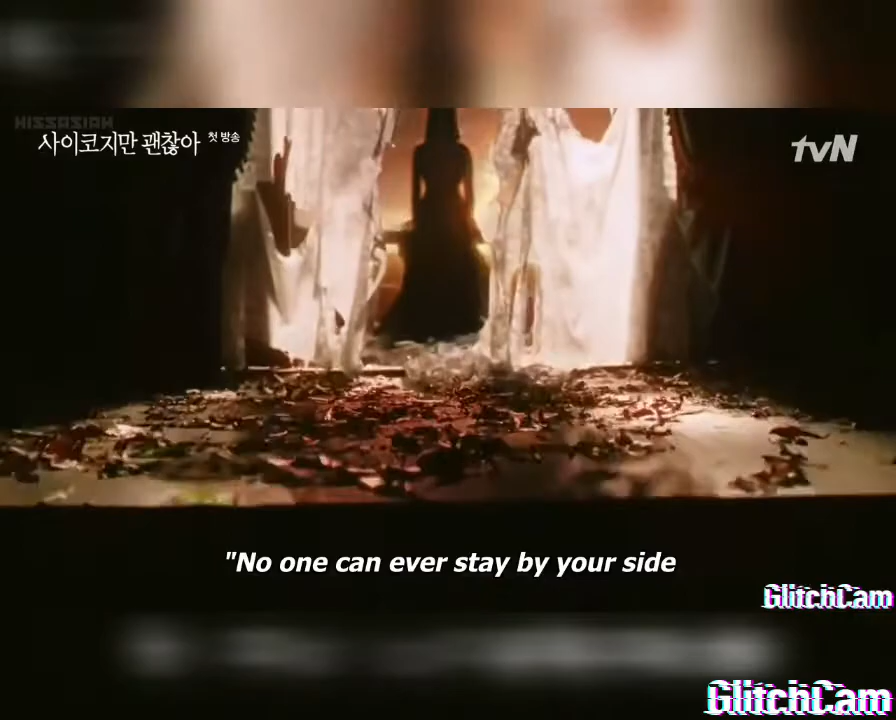 HISSASIAH
사이코지만 괜찮아 첫 방송
tvN
"No one can ever stay by your side
GlitchCam
GlitchCam